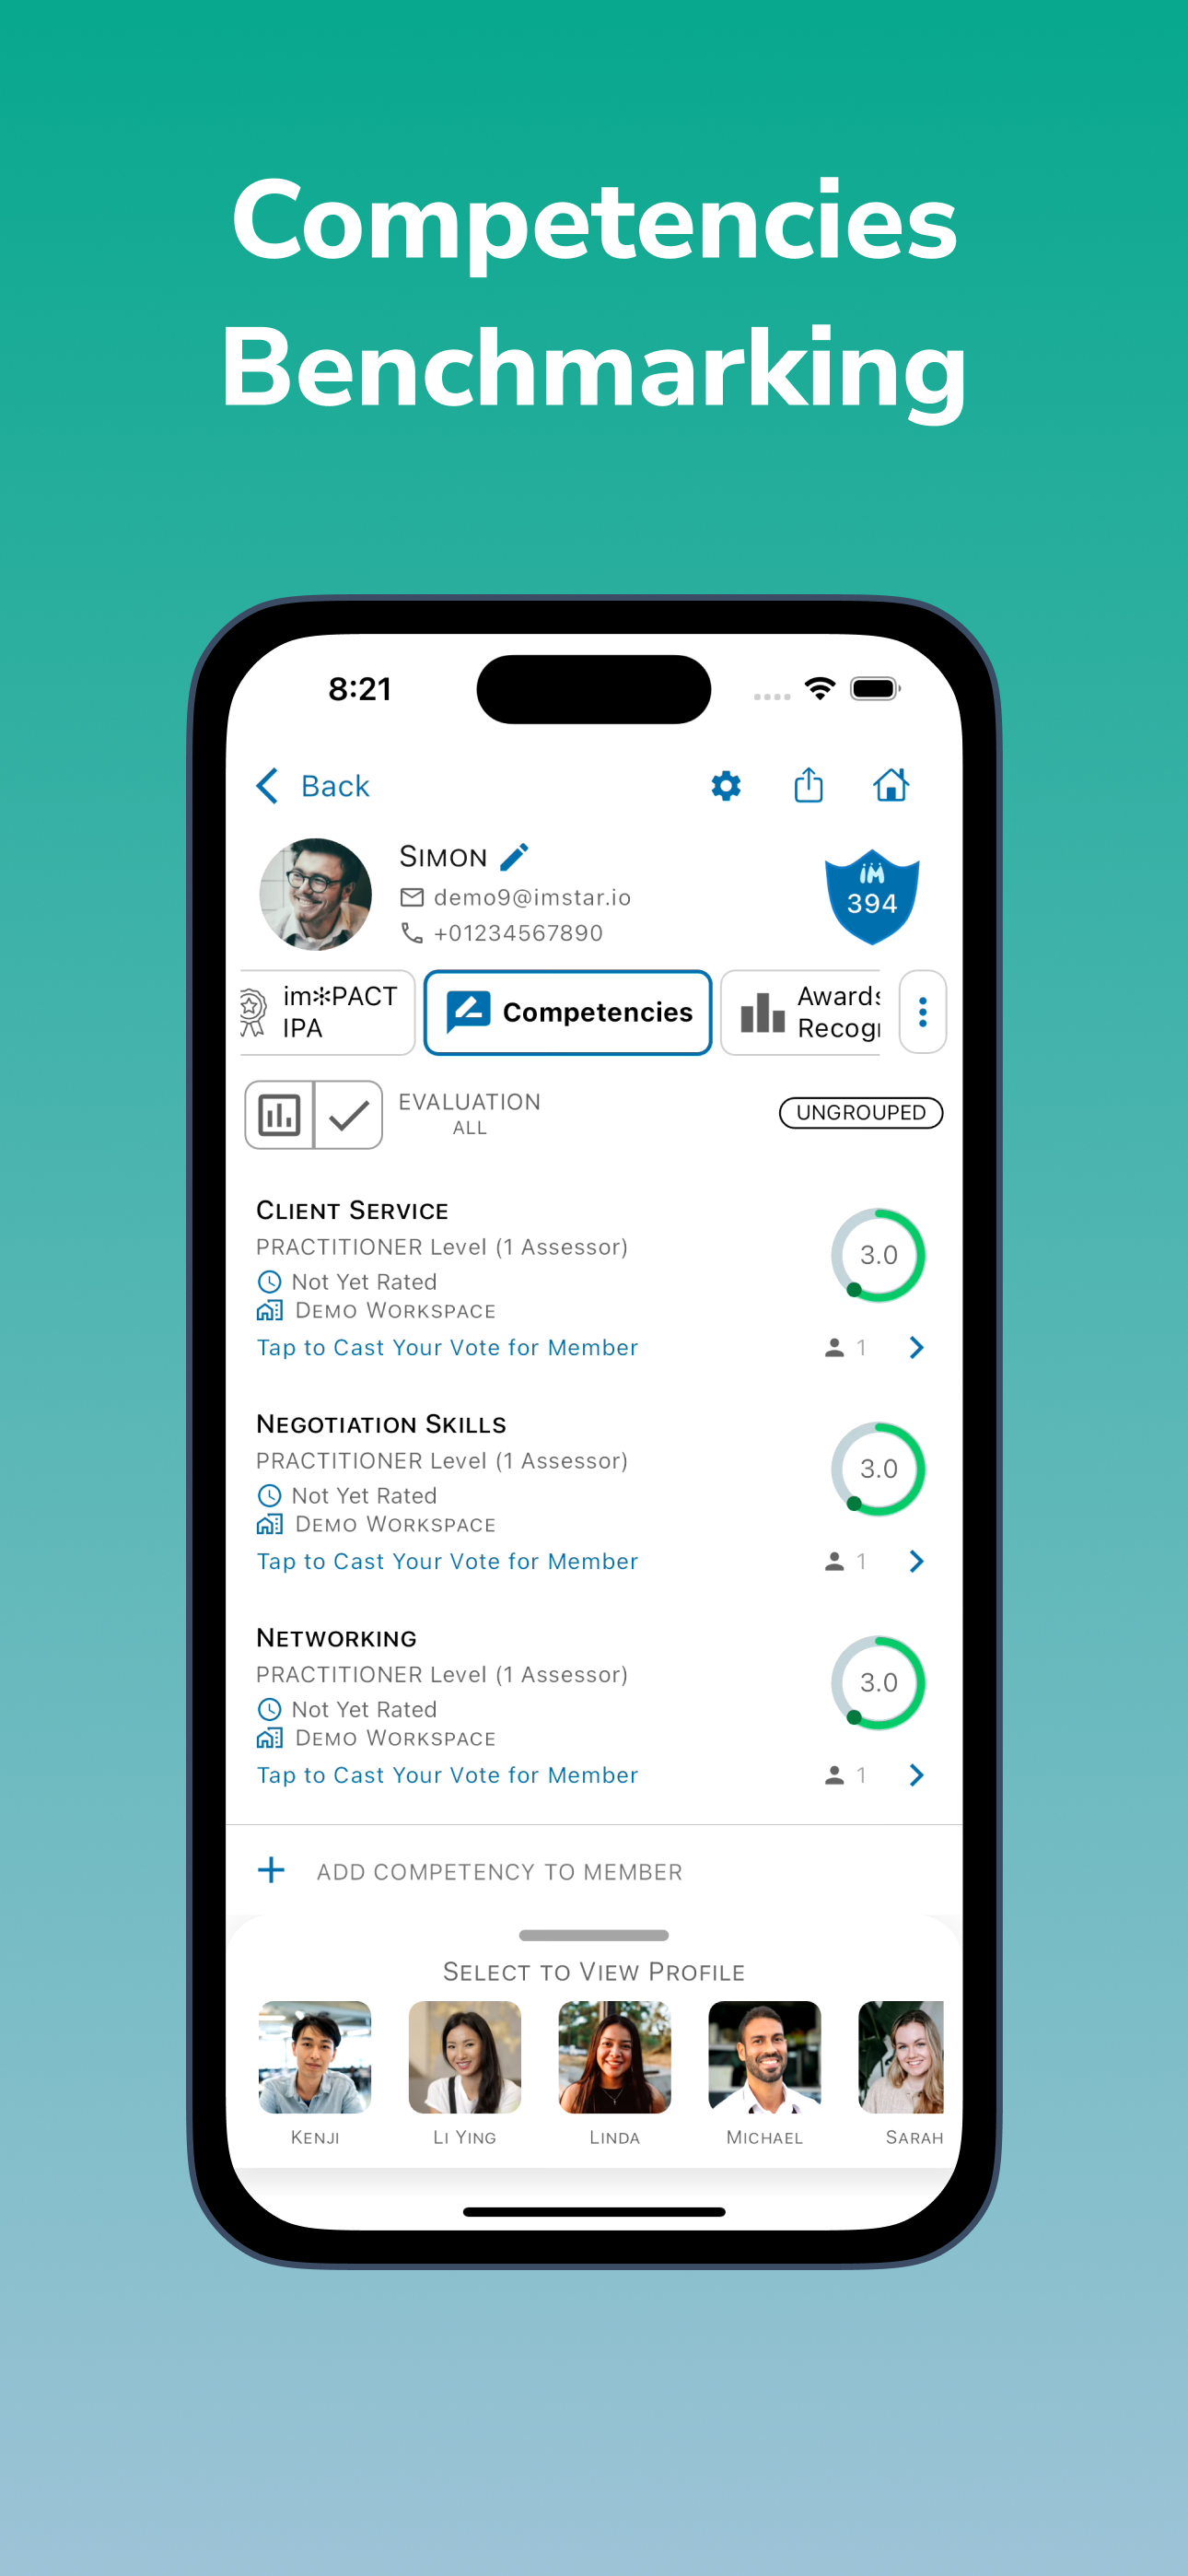 Competencies
Benchmarking
8:21
Back
SIMON
demo9@imstar.io
+01234567890
iM
394
im✻PACT
IPA
Competencies
Awards
Recog
EVALUATION
ALL
UNGROUPED
CLIENT SERVICE
PRACTITIONER Level (1 Assessor)
3.0
Not Yet Rated
DEMO WORKSPACE
Tap to Cast Your Vote for Member
1
NEGOTIATION SKILLS
PRACTITIONER Level (1 Assessor)
3.0
Not Yet Rated
DEMO WORKSPACE
Tap to Cast Your Vote for Member
1
NETWORKING
PRACTITIONER Level (1 Assessor)
3.0
Not Yet Rated
DEMO WORKSPACE
Tap to Cast Your Vote for Member
1
ADD COMPETENCY TO MEMBER
SELECT TO VIEW PROFILE
KENJI
LI YING
LINDA
MICHAEL
SARAH